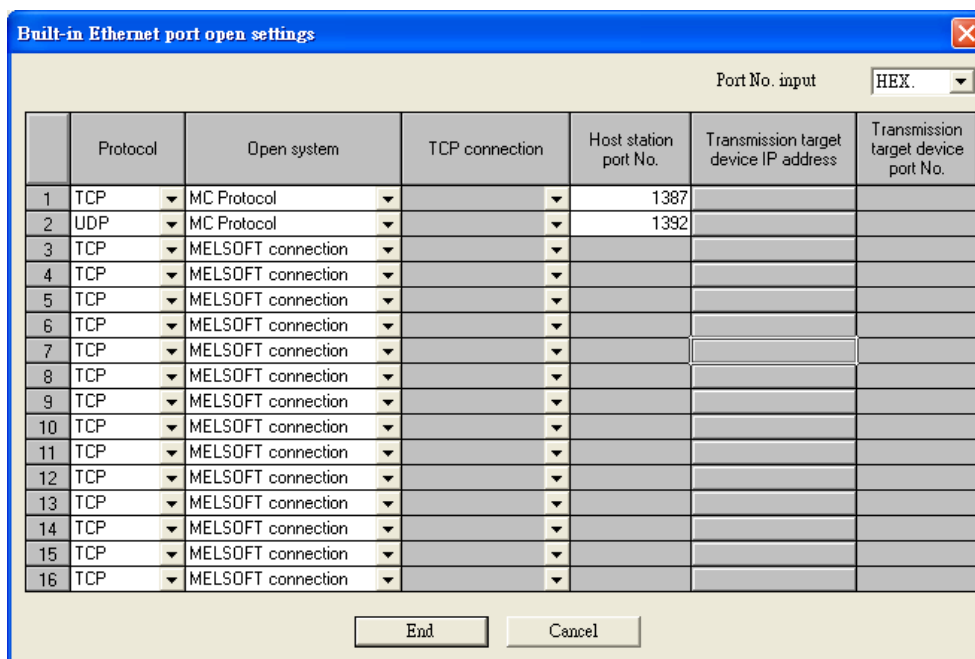 Built-in Ethernet port open settings
Port No. input HEX.
Protocol Open system TCP connection Host station port No. Transmission target device IP address Transmission target device port No.
1 TCP MC Protocol 1387
2 UDP MC Protocol 1392
3 TCP MELSOFT connection
4 TCP MELSOFT connection
5 TCP MELSOFT connection
6 TCP MELSOFT connection
7 TCP MELSOFT connection
8 TCP MELSOFT connection
9 TCP MELSOFT connection
10 TCP MELSOFT connection
11 TCP MELSOFT connection
12 TCP MELSOFT connection
13 TCP MELSOFT connection
14 TCP MELSOFT connection
15 TCP MELSOFT connection
16 TCP MELSOFT connection
End Cancel